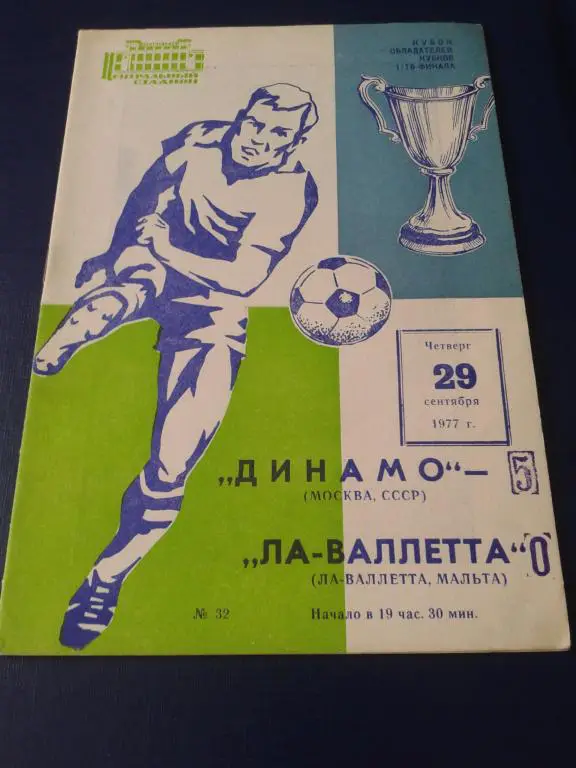 ЦЕНТРАЛЬНЫЙ
СТАДИОН
КУБОК
ОБЛАДАТЕЛЕЙ
КУБКОВ
1/16 ФИНАЛА
Четверг
29
сентября
1977 г.
„ДИНАМО“ — 5
(МОСКВА, СССР)
„ЛА-ВАЛЛЕТТА“ 0
(ЛА-ВАЛЛЕТТА, МАЛЬТА)
№ 32
Начало в 19 час. 30 мин.